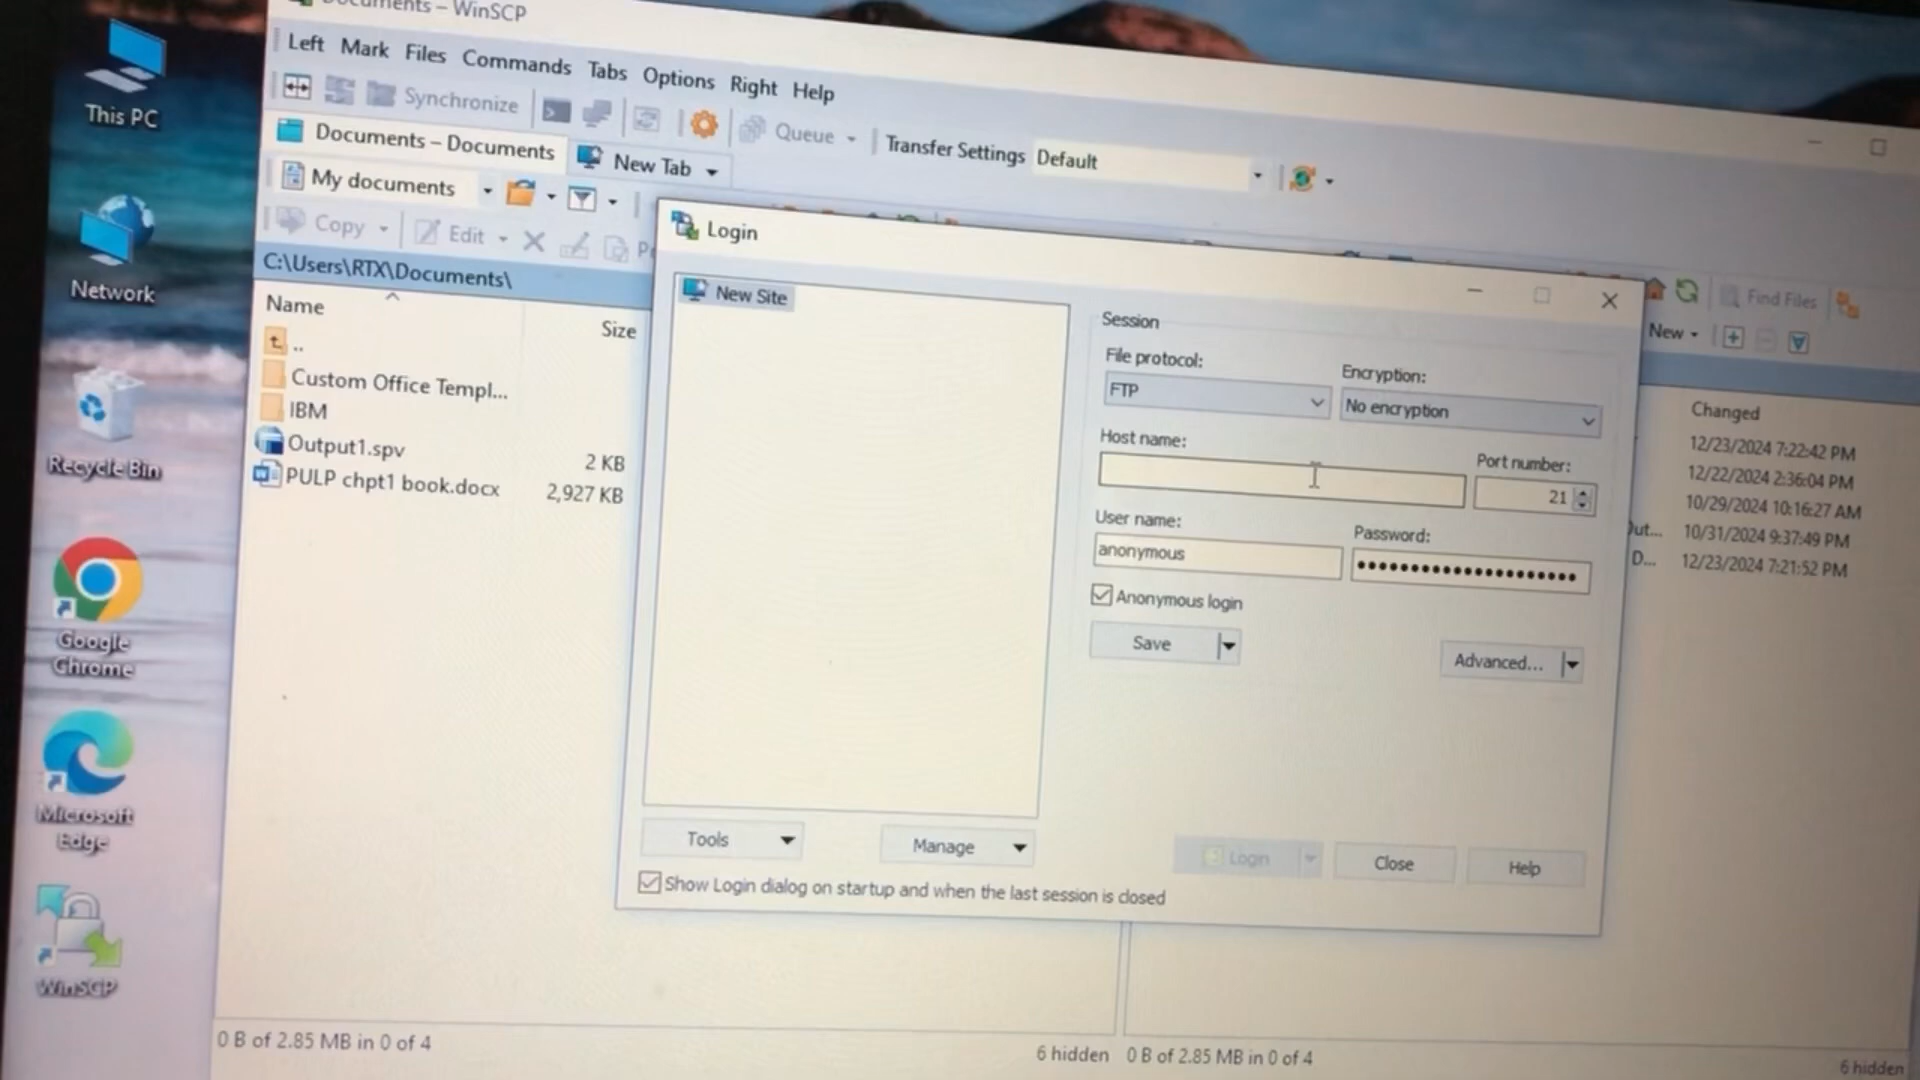 Documents – WinSCP
Left Mark Files Commands Tabs Options Right Help
Synchronize
Queue
Transfer Settings Default
Documents – Documents
New Tab
My documents
Copy
Edit
Find Files
New
C:\Users\RTX\Documents\
Name
Size
..
Custom Office Templ...
IBM
Output1.spv
2 KB
PULP chpt1 book.docx
2,927 KB
Login
New Site
Session
File protocol:
Encryption:
FTP
No encryption
Host name:
Port number:
21
User name:
Password:
anonymous
Anonymous login
Save
Advanced...
Tools
Manage
Login
Close
Help
Show Login dialog on startup and when the last session is closed
Changed
12/23/2024 7:22:42 PM
12/22/2024 2:36:04 PM
10/29/2024 10:16:27 AM
10/31/2024 9:37:49 PM
D...
12/23/2024 7:21:52 PM
0 B of 2.85 MB in 0 of 4
6 hidden
0 B of 2.85 MB in 0 of 4
6 hidden
This PC
Network
Recycle Bin
Google
Chrome
Microsoft
Edge
WinSCP